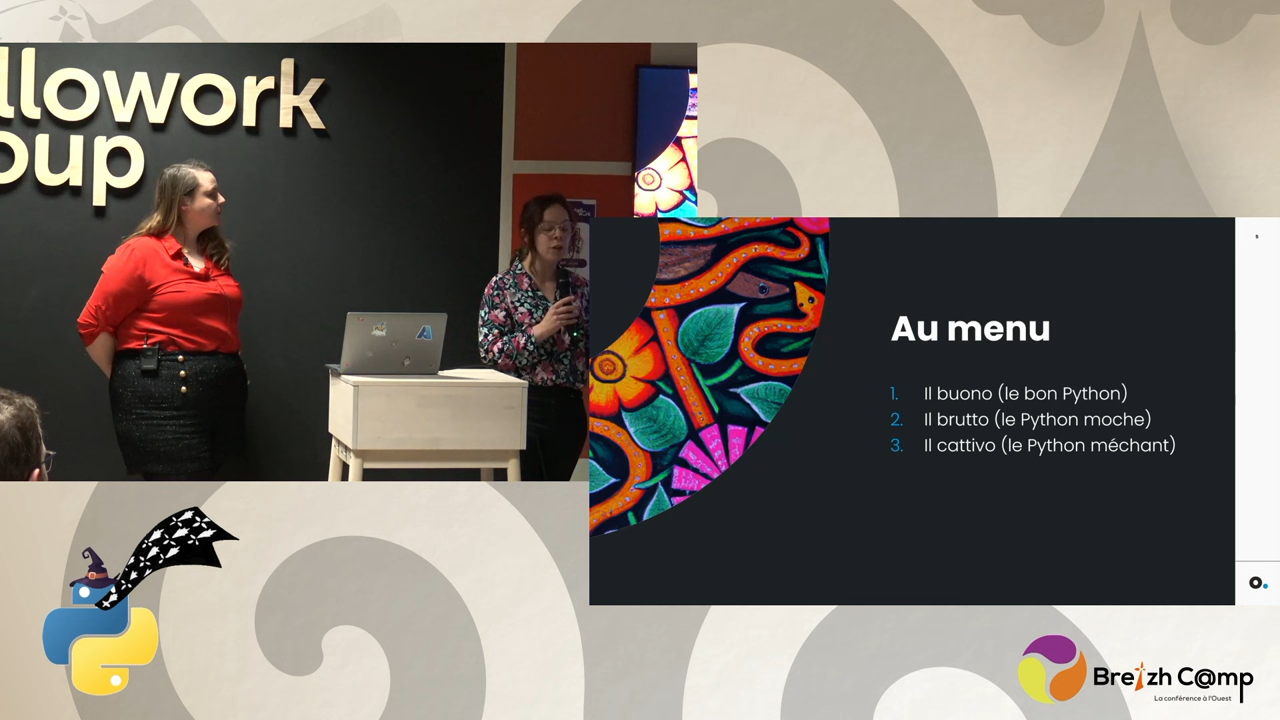 llowork
oup
Au menu
1. Il buono (le bon Python)
2. Il brutto (le Python moche)
3. Il cattivo (le Python méchant)
o.
Breizh C@mp
La conférence à l'Ouest